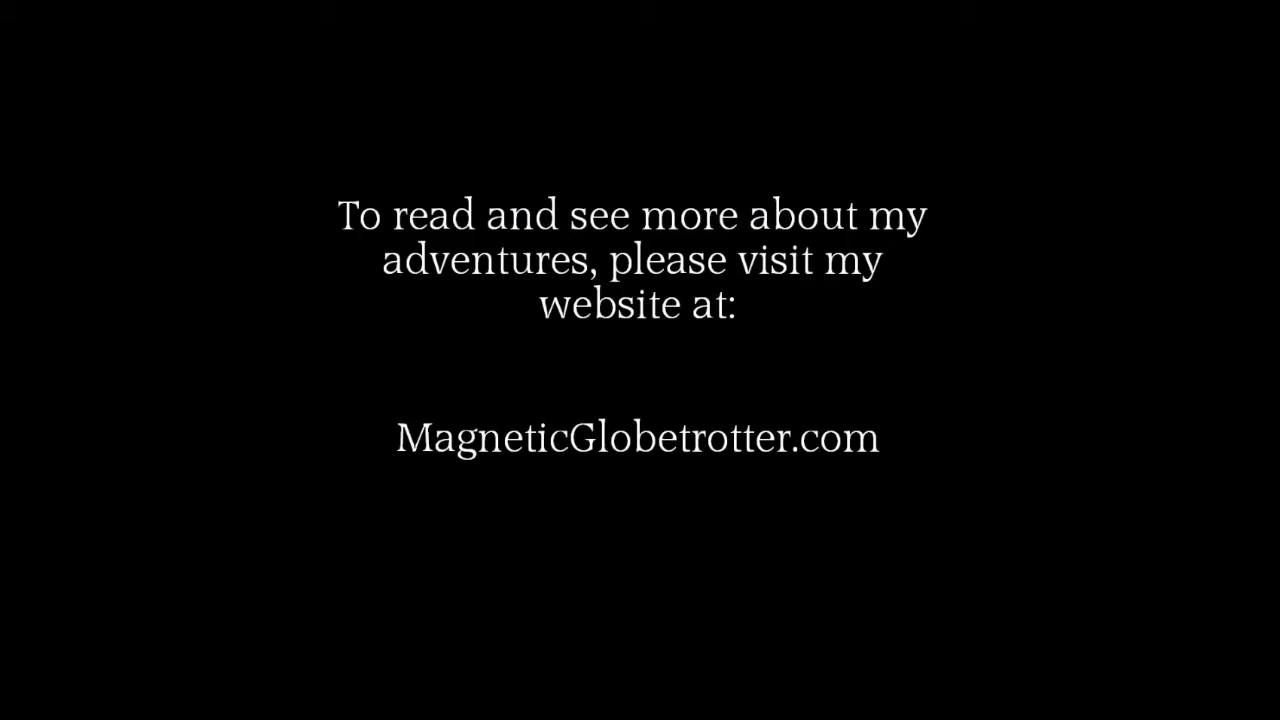 To read and see more about my
adventures, please visit my
website at:
MagneticGlobetrotter.com